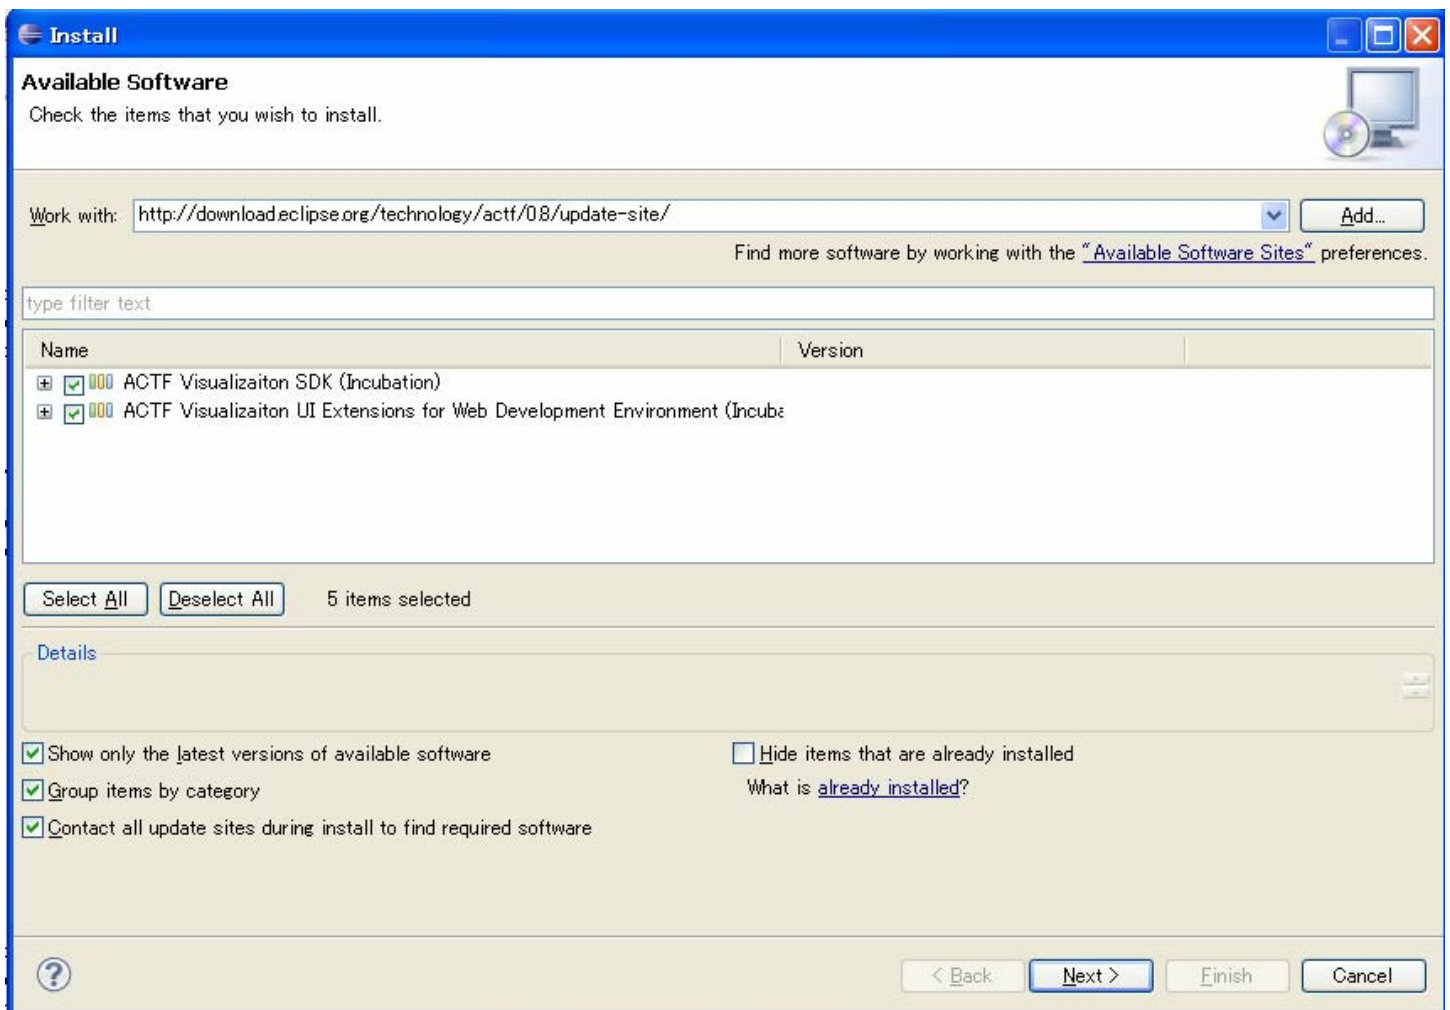 Install
Available Software
Check the items that you wish to install.
Work with: http://download.eclipse.org/technology/actf/0.8/update-site/ Add...
Find more software by working with the "Available Software Sites" preferences.
type filter text
Name Version
ACTF Visualizaiton SDK (Incubation)
ACTF Visualizaiton UI Extensions for Web Development Environment (Incuba
Select All Deselect All 5 items selected
Details
Show only the latest versions of available software Hide items that are already installed
Group items by category What is already installed?
Contact all update sites during install to find required software
? < Back Next > Finish Cancel